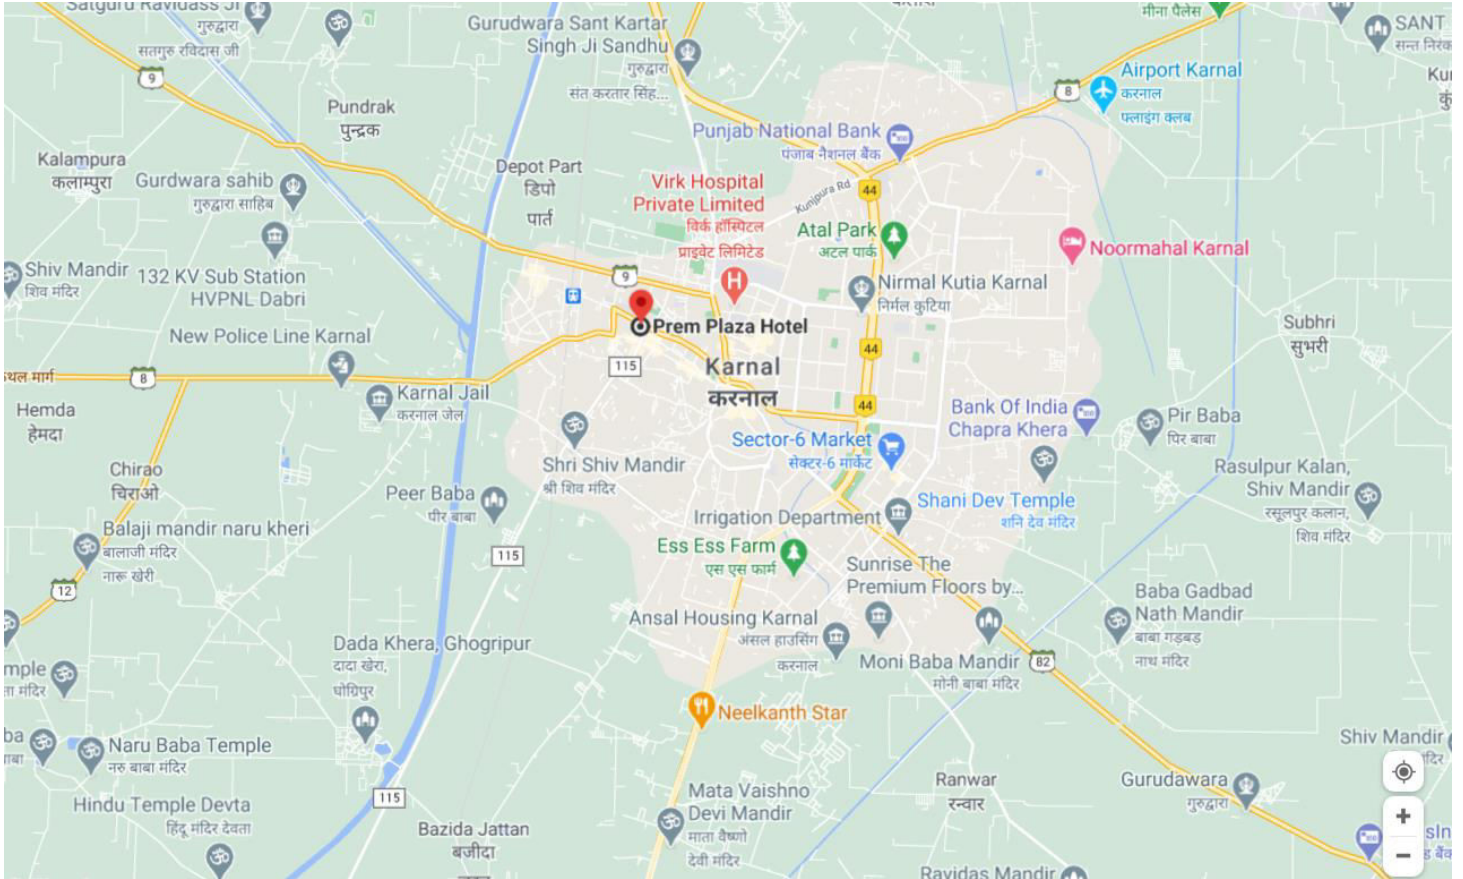 Satguru Ravidass Ji
गुरुद्वारा
सतगुरु रविदास जी
Gurudwara Sant Kartar
Singh Ji Sandhu
गुरुद्वारा
संत करतार सिंह...
मीना पैलेस
SANT
सन्त निरंक
9
Pundrak
पुन्द्रक
8
Airport Karnal
करनाल
फ्लाइंग क्लब
Punjab National Bank
पंजाब नैशनल बैंक
Kalampura
कलाम्पुरा
Gurdwara sahib
गुरुद्वारा साहिब
Depot Part
डिपो
पार्त
Virk Hospital
Private Limited
विर्क हॉस्पिटल
प्राइवेट लिमिटेड
H
Kunjpura Rd
44
Atal Park
अटल पार्क
Noormahal Karnal
Shiv Mandir
शिव मंदिर
132 KV Sub Station
HVPNL Dabri
9
Nirmal Kutia Karnal
निर्मल कुटिया
New Police Line Karnal
Prem Plaza Hotel
Subhri
सुभरी
44
115
Karnal
करनाल
थल मार्ग
8
Karnal Jail
करनाल जेल
Hemda
हेमदा
44
Bank Of India
Chapra Khera
Pir Baba
पिर बाबा
Sector-6 Market
सेक्टर-6 मार्केट
Chirao
चिराओ
Shri Shiv Mandir
श्री शिव मंदिर
Rasulpur Kalan,
Shiv Mandir
रसूलपुर कलान,
शिव मंदिर
Peer Baba
पीर बाबा
Shani Dev Temple
शनि देव मंदिर
Irrigation Department
Balaji mandir naru kheri
बालाजी मंदिर
नारू खेरी
115
Ess Ess Farm
एस एस फार्म
Sunrise The
Premium Floors by...
12
Baba Gadbad
Nath Mandir
बाबा गड़बड़
नाथ मंदिर
Ansal Housing Karnal
अंसल हाउसिंग
करनाल
Dada Khera, Ghogripur
दादा खेरा,
घोग्रिपुर
Moni Baba Mandir
मोनी बाबा मंदिर
82
mple
ता मंदिर
Neelkanth Star
ba
Naru Baba Temple
नरु बाबा मंदिर
Shiv Mandir
Ranwar
रन्वार
Gurudawara
गुरुद्वारा
115
Mata Vaishno
Devi Mandir
माता वैष्णो
देवी मंदिर
Hindu Temple Devta
हिंदू मंदिर देवता
Bazida Jattan
बजीदा
Ravidas Mandir
+
−